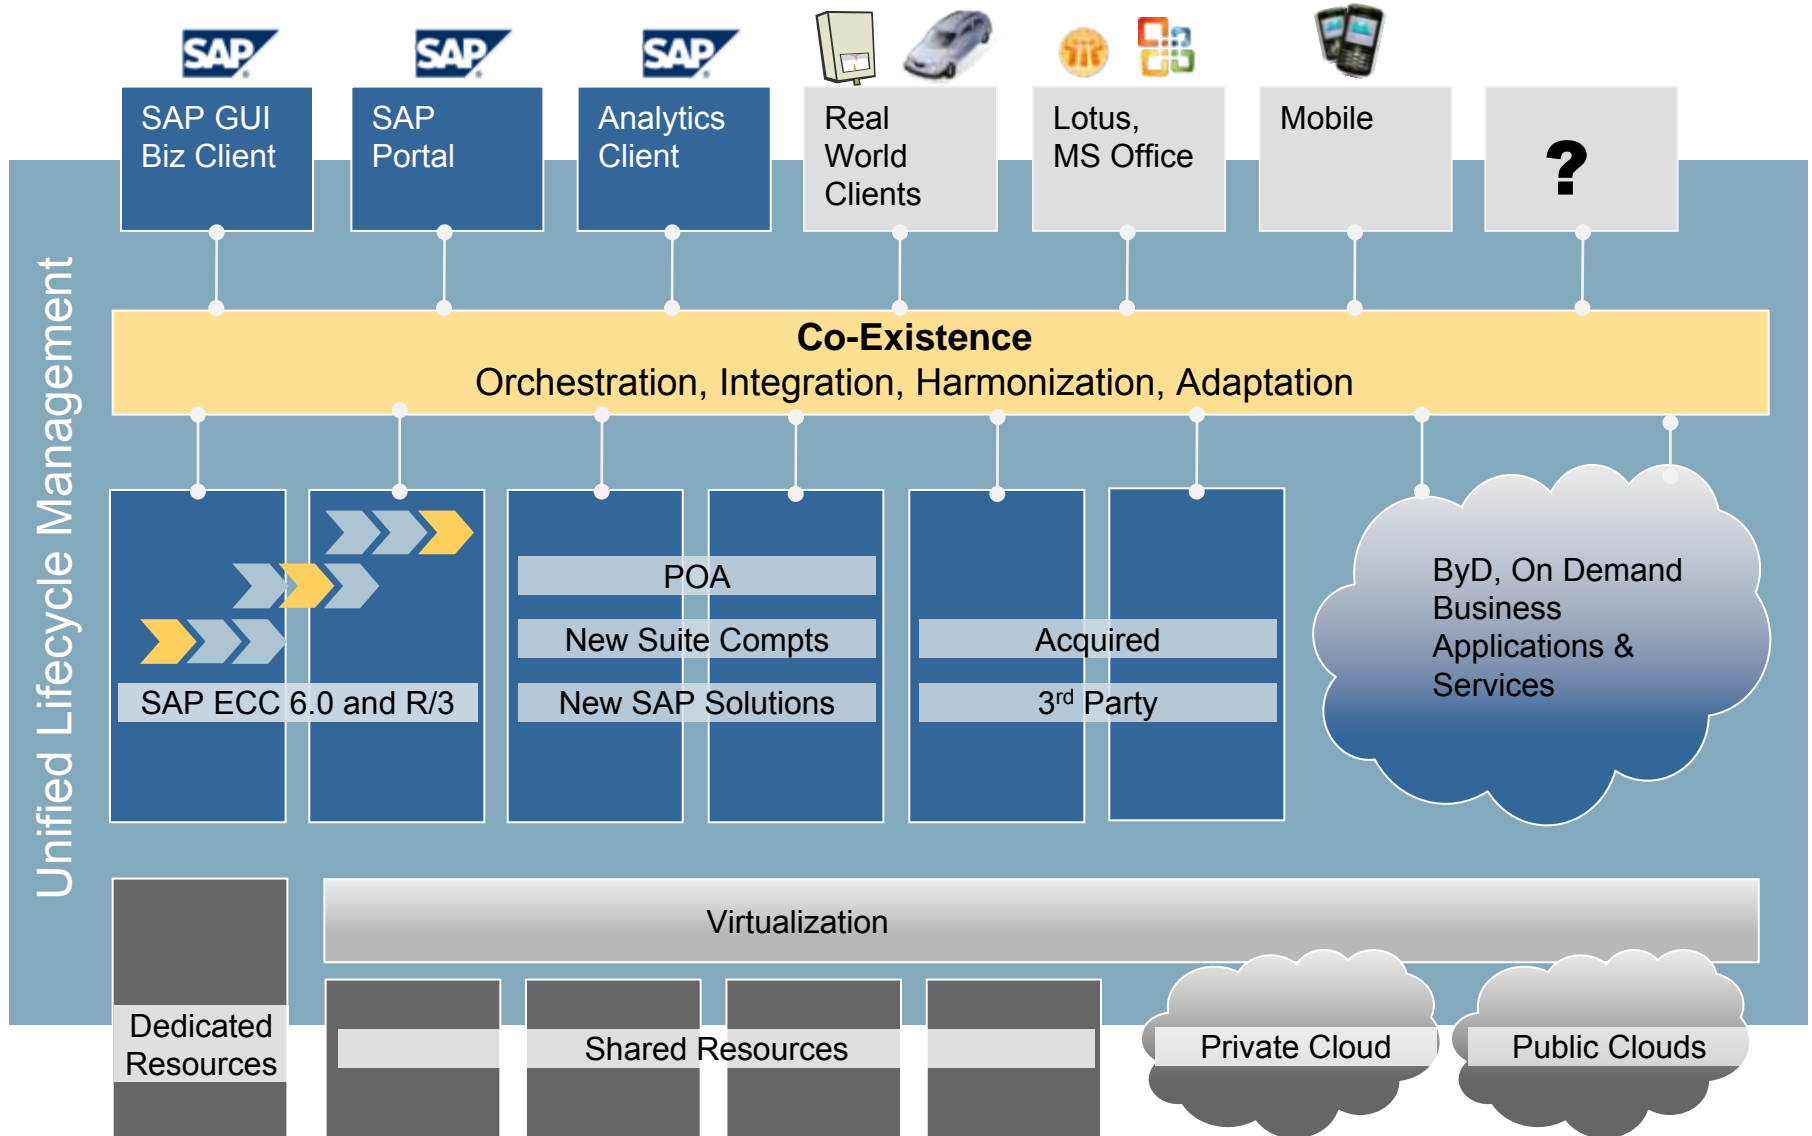 SAP
SAP
SAP
SAP GUI
Biz Client
SAP
Portal
Analytics
Client
Real
World
Clients
Lotus,
MS Office
Mobile
?
Unified Lifecycle Management
Co-Existence
Orchestration, Integration, Harmonization, Adaptation
SAP ECC 6.0 and R/3
POA
New Suite Compts
New SAP Solutions
Acquired
3rd Party
ByD, On Demand
Business
Applications &
Services
Virtualization
Dedicated
Resources
Shared Resources
Private Cloud
Public Clouds